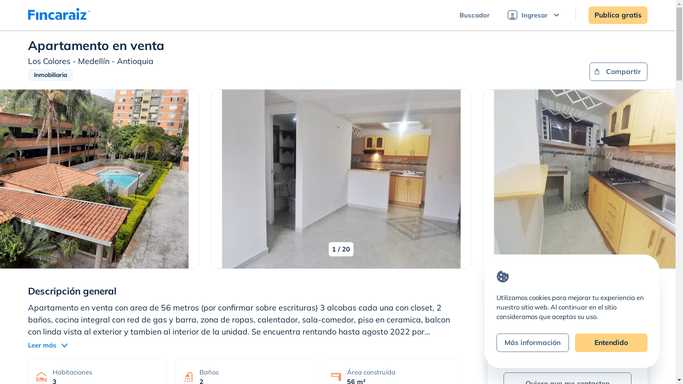 Fincaraiz
Buscador
Ingresar
Publica gratis
Apartamento en venta
Los Colores - Medellín - Antioquia
Inmobiliaria
Compartir
1 / 20
Descripción general
Apartamento en venta con area de 56 metros (por confirmar sobre escrituras) 3 alcobas cada una con closet, 2
baños, cocina integral con red de gas y barra, zona de ropas, calentador, sala-comedor, piso en ceramica, balcon
con linda vista al exterior y tambien al interior de la unidad. Se encuentra rentando hasta agosto 2022 por...
Leer más
Habitaciones
3
Baños
2
Área construida
56 m²
Utilizamos cookies para mejorar tu experiencia en
nuestro sitio web. Al continuar en el sitio
consideramos que aceptas su uso.
Más información
Entendido
Quiero que me contacten